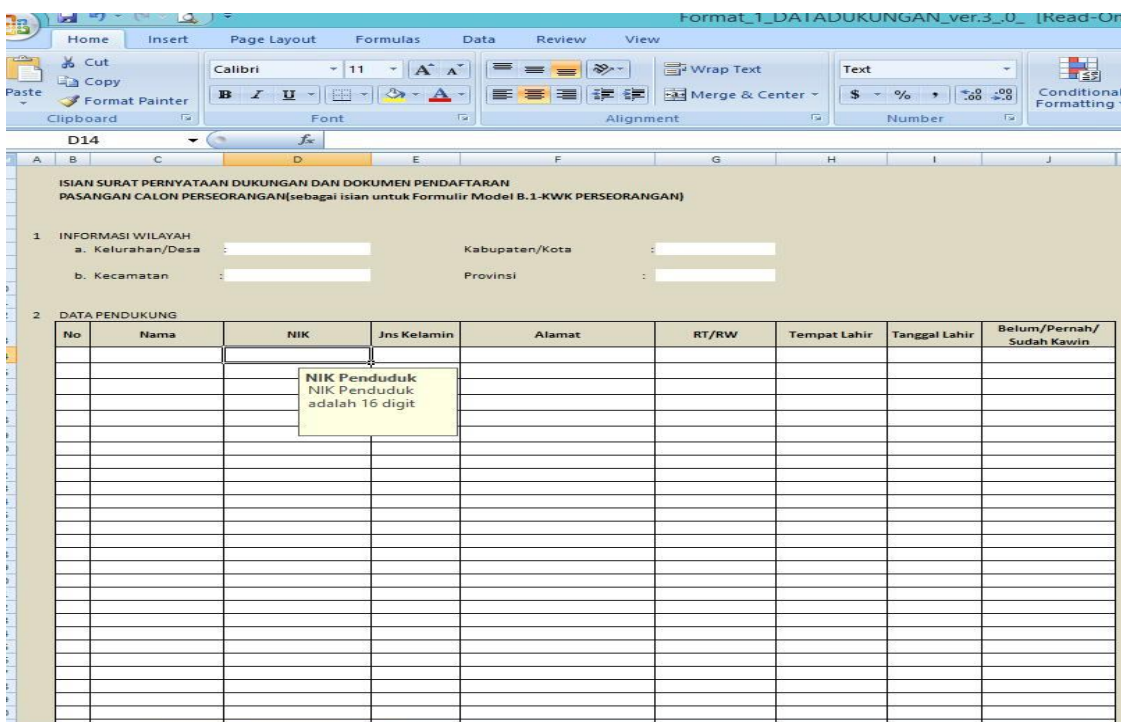 Format_1_DATADUKUNGAN_ver.3_.0_ [Read-On
Home Insert Page Layout Formulas Data Review View
Cut
Copy
Format Painter
Paste
Calibri 11 A A
B I U A
Wrap Text
Merge & Center
Text
$ % , .00 .00
Conditional
Formatting
Clipboard Font Alignment Number
D14 fx
A B C D E F G H I J
ISIAN SURAT PERNYATAAN DUKUNGAN DAN DOKUMEN PENDAFTARAN
PASANGAN CALON PERSEORANGAN(sebagai isian untuk Formulir Model B.1-KWK PERSEORANGAN)
1 INFORMASI WILAYAH
a. Kelurahan/Desa : Kabupaten/Kota :
b. Kecamatan : Provinsi :
2 DATA PENDUKUNG
No Nama NIK Jns Kelamin Alamat RT/RW Tempat Lahir Tanggal Lahir Belum/Pernah/
Sudah Kawin
NIK Penduduk
NIK Penduduk
adalah 16 digit